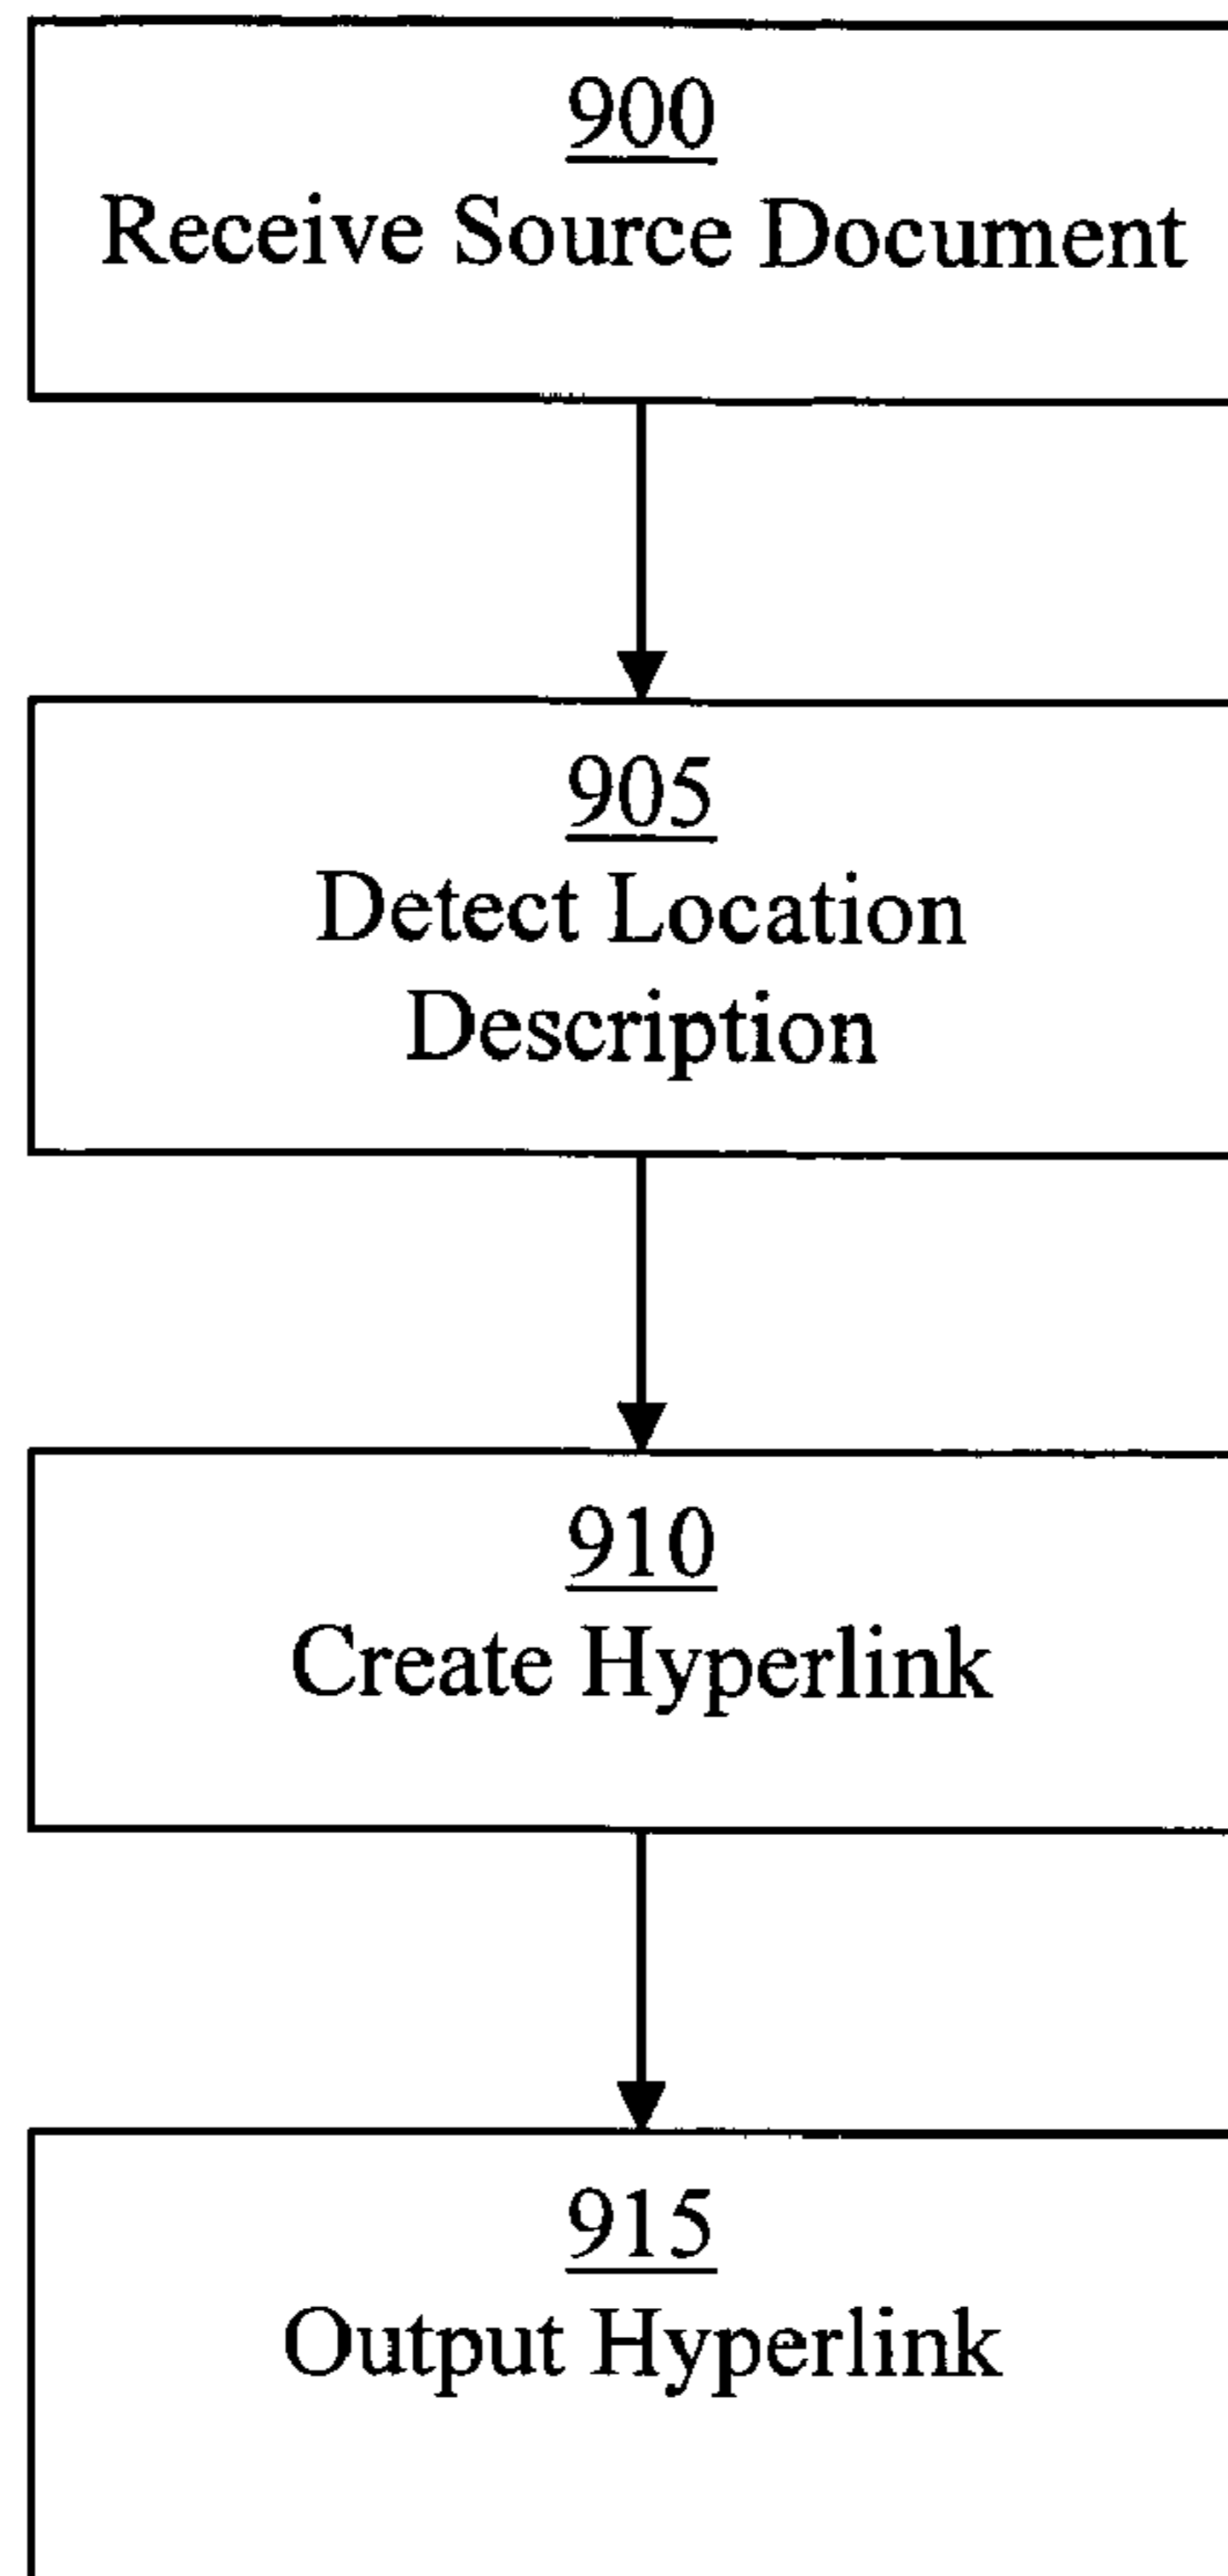 900
Receive Source Document
905
Detect Location
Description
910
Create Hyperlink
915
Output Hyperlink